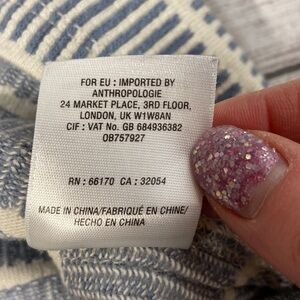 FOR EU : IMPORTED BY
ANTHROPOLOGIE
24 MARKET PLACE, 3RD FLOOR,
LONDON, UK W1W8AN
CIF : VAT No. GB 684936382
OB757927
RN : 66170 CA : 32054
MADE IN CHINA/FABRIQUÉ EN CHINE/
HECHO EN CHINA